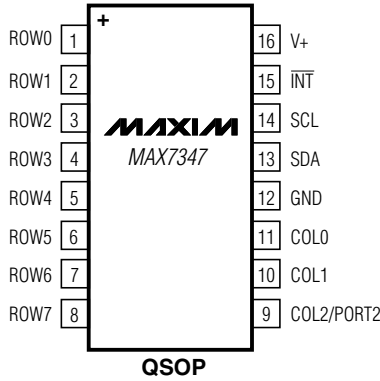 +
ROW0 1 16 V+
ROW1 2 15 I̅N̅T̅
ROW2 3 MAXIM 14 SCL
ROW3 4 MAX7347 13 SDA
ROW4 5 12 GND
ROW5 6 11 COL0
ROW6 7 10 COL1
ROW7 8 9 COL2/PORT2
QSOP